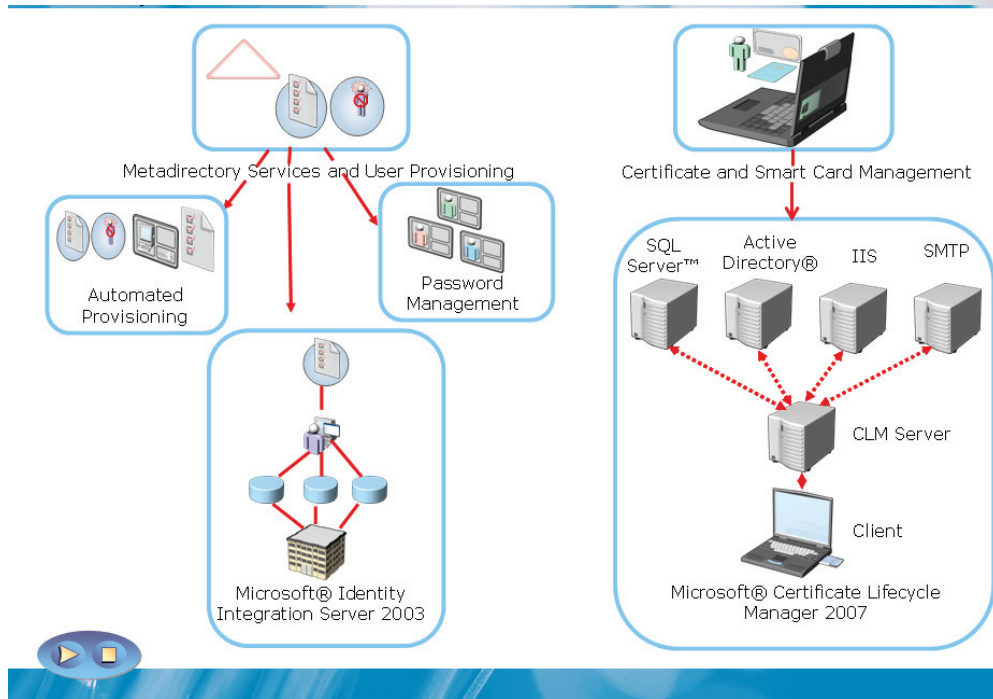 Metadirectory Services and User Provisioning
Automated
Provisioning
Password
Management
Microsoft® Identity
Integration Server 2003
Certificate and Smart Card Management
SQL
Server™
Active
Directory®
IIS
SMTP
CLM Server
Client
Microsoft® Certificate Lifecycle
Manager 2007